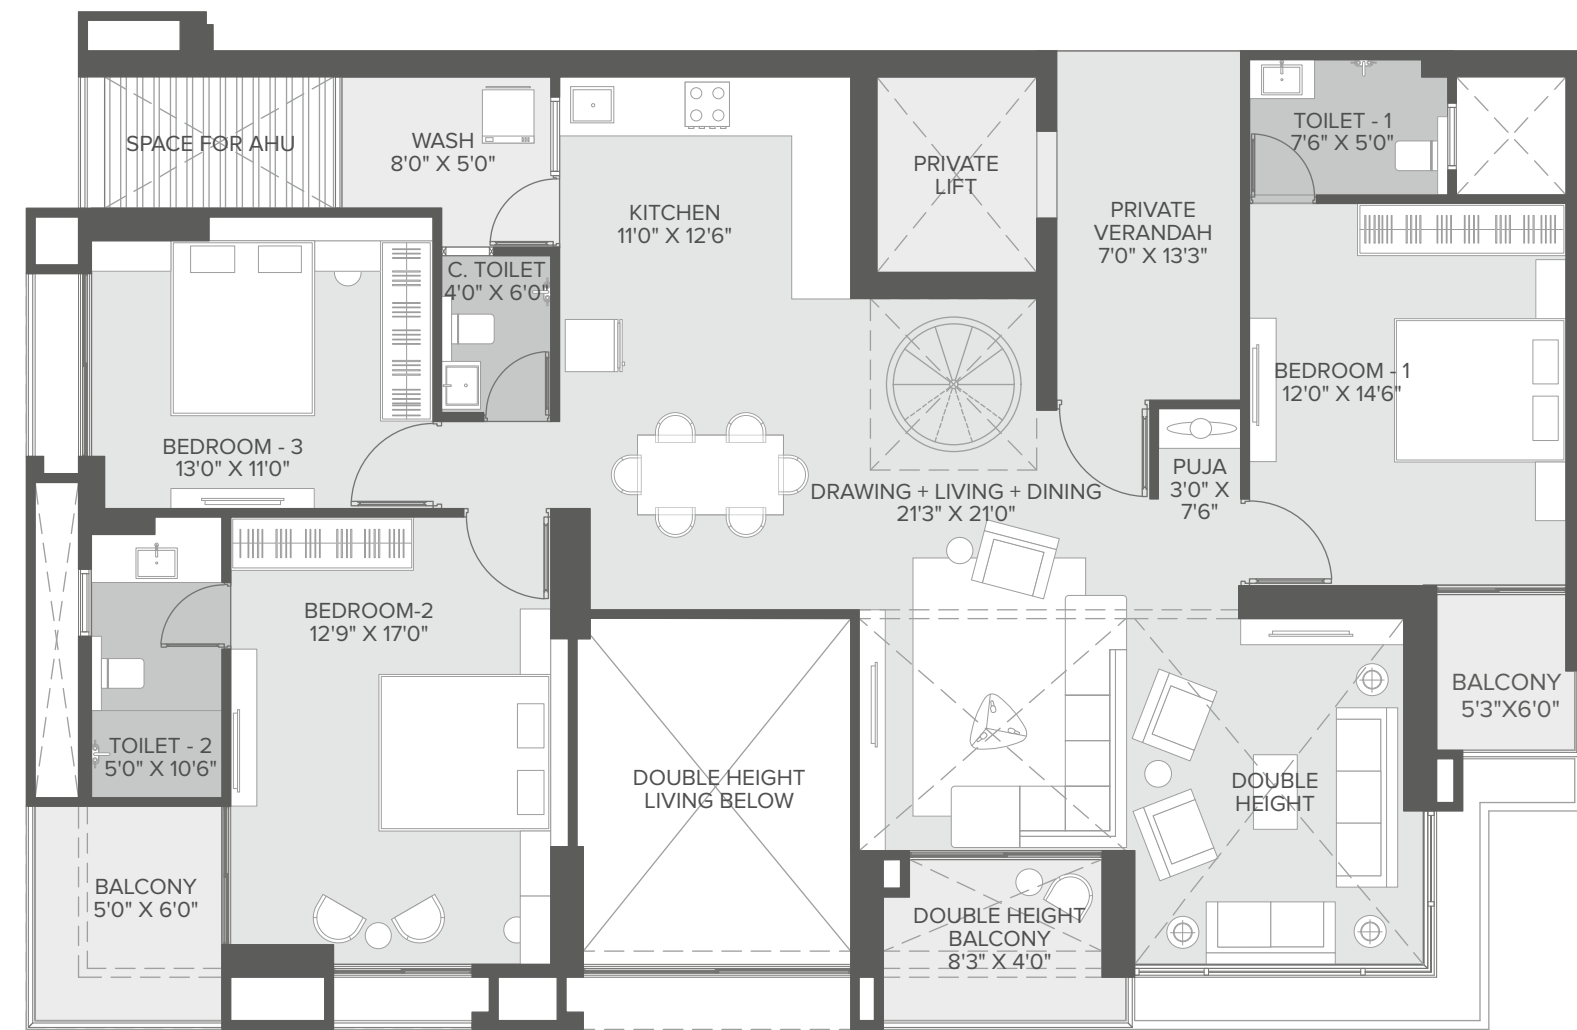 SPACE FOR AHU
WASH
8'0" X 5'0"
KITCHEN
11'0" X 12'6"
PRIVATE
LIFT
PRIVATE
VERANDAH
7'0" X 13'3"
TOILET - 1
7'6" X 5'0"
C. TOILET
4'0" X 6'0"
BEDROOM - 1
12'0" X 14'6"
BEDROOM - 3
13'0" X 11'0"
PUJA
3'0" X
7'6"
DRAWING + LIVING + DINING
21'3" X 21'0"
BEDROOM-2
12'9" X 17'0"
BALCONY
5'3"X6'0"
TOILET - 2
5'0" X 10'6"
DOUBLE HEIGHT
LIVING BELOW
DOUBLE
HEIGHT
BALCONY
5'0" X 6'0"
DOUBLE HEIGHT
BALCONY
8'3" X 4'0"